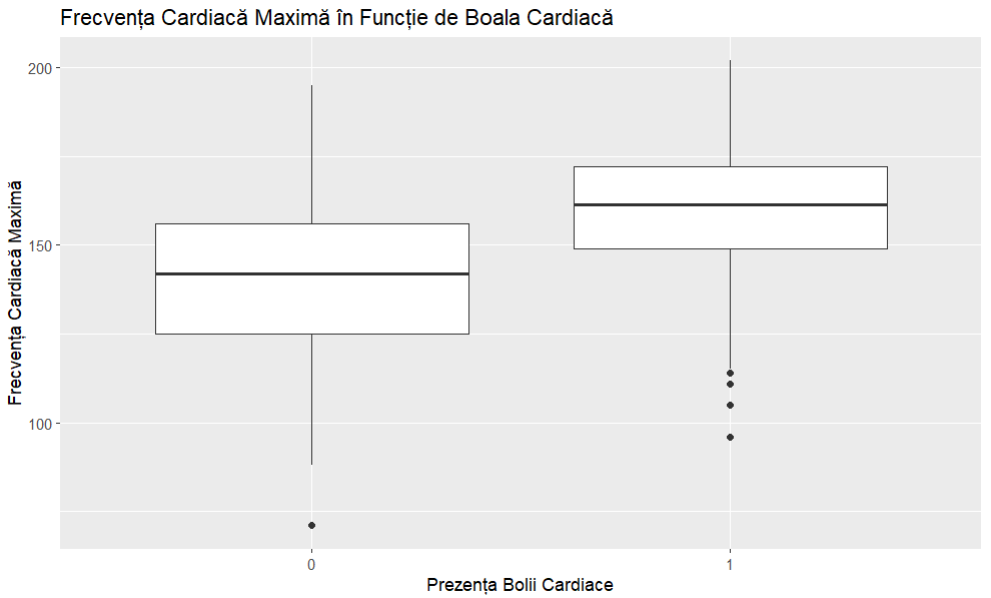 Frecvența Cardiacă Maximă în Funcție de Boala Cardiacă
Frecvența Cardiacă Maximă
200
150
100
0
1
Prezența Bolii Cardiace